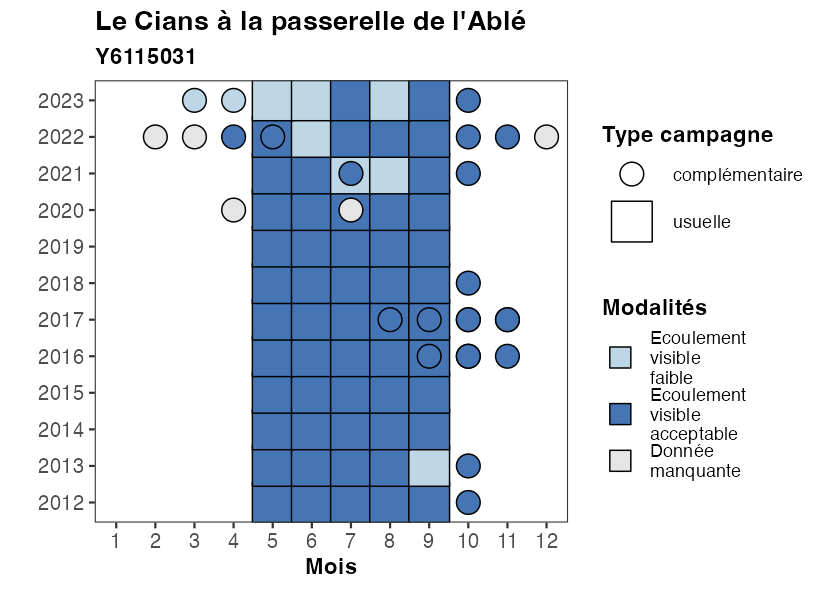 Le Cians à la passerelle de l'Ablé
Y6115031
2023
2022
2021
2020
2019
2018
2017
2016
2015
2014
2013
2012
1 2 3 4 5 6 7 8 9 10 11 12
Mois
Type campagne
complémentaire
usuelle
Modalités
Ecoulement
visible
faible
Ecoulement
visible
acceptable
Donnée
manquante